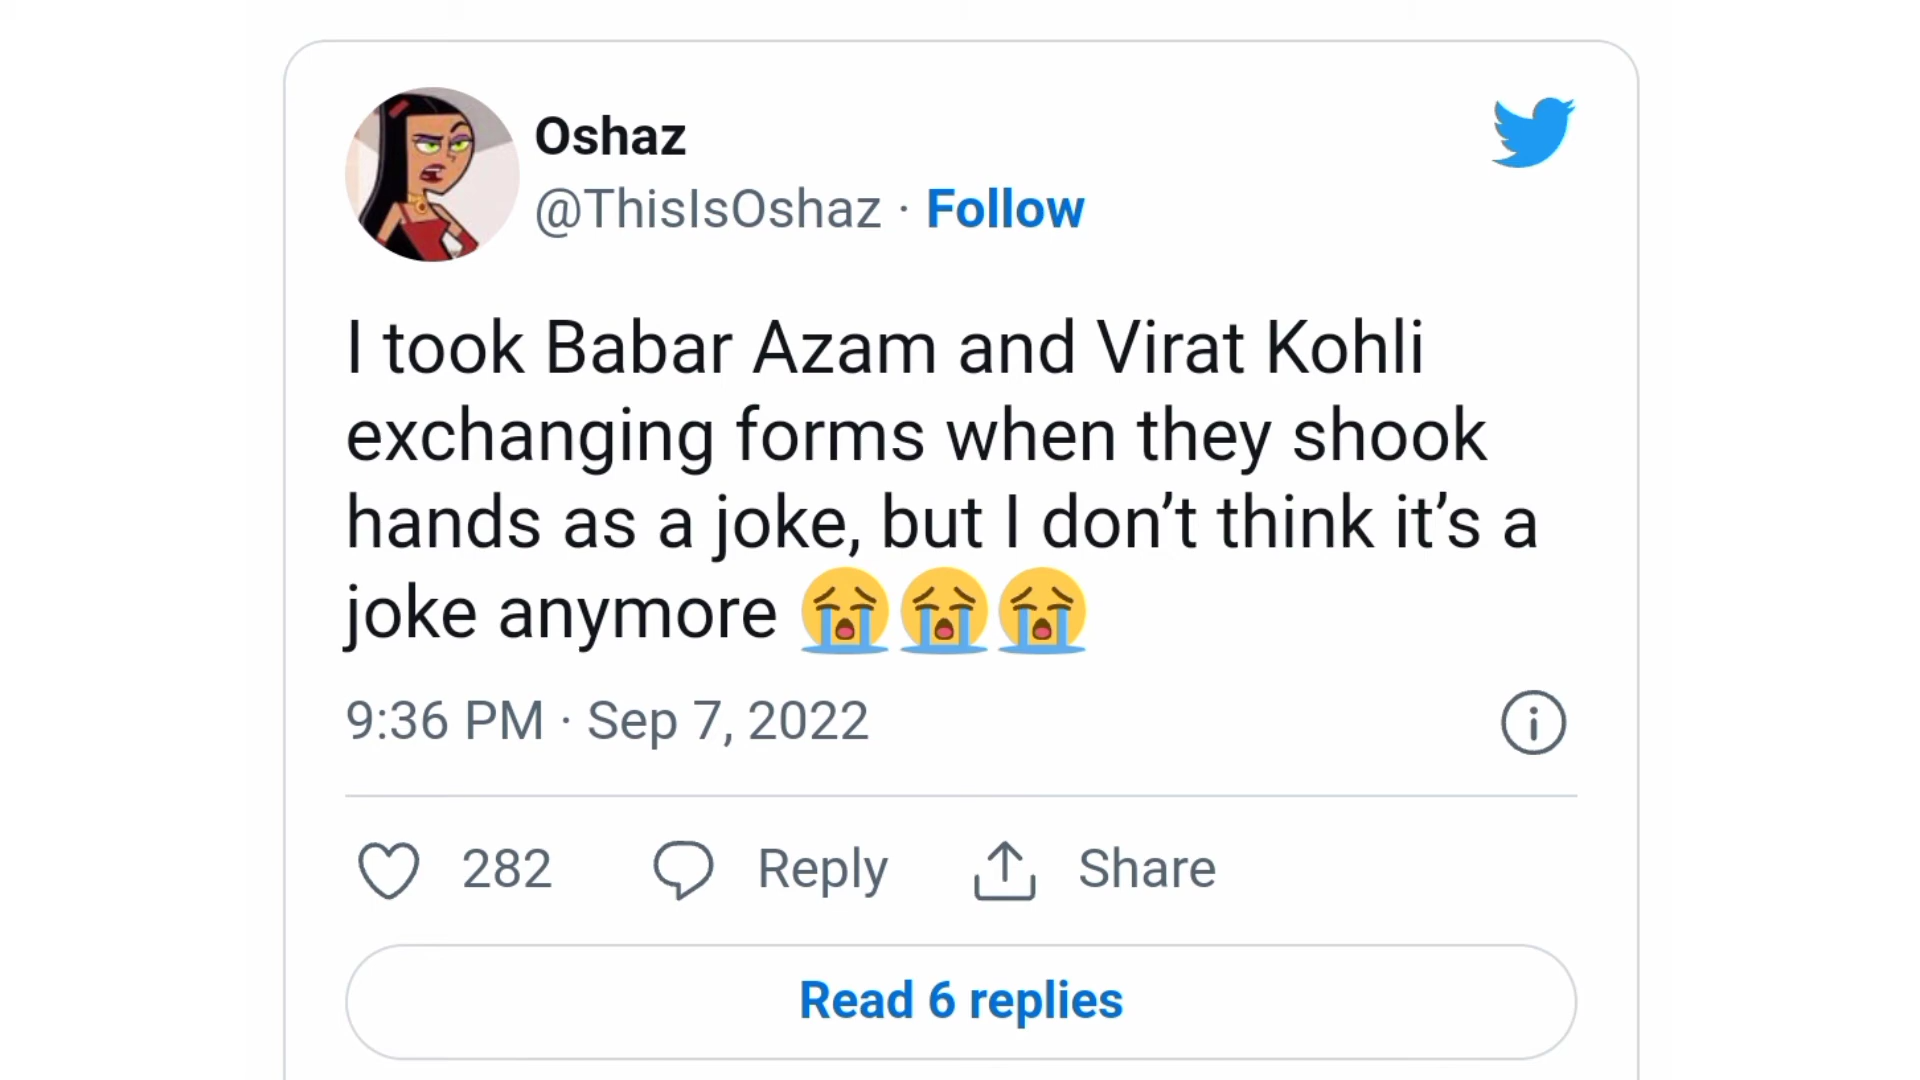 Oshaz
@ThisIsOshaz · Follow
I took Babar Azam and Virat Kohli
exchanging forms when they shook
hands as a joke, but I don’t think it’s a
joke anymore 😭😭😭
9:36 PM · Sep 7, 2022
282 Reply Share
Read 6 replies